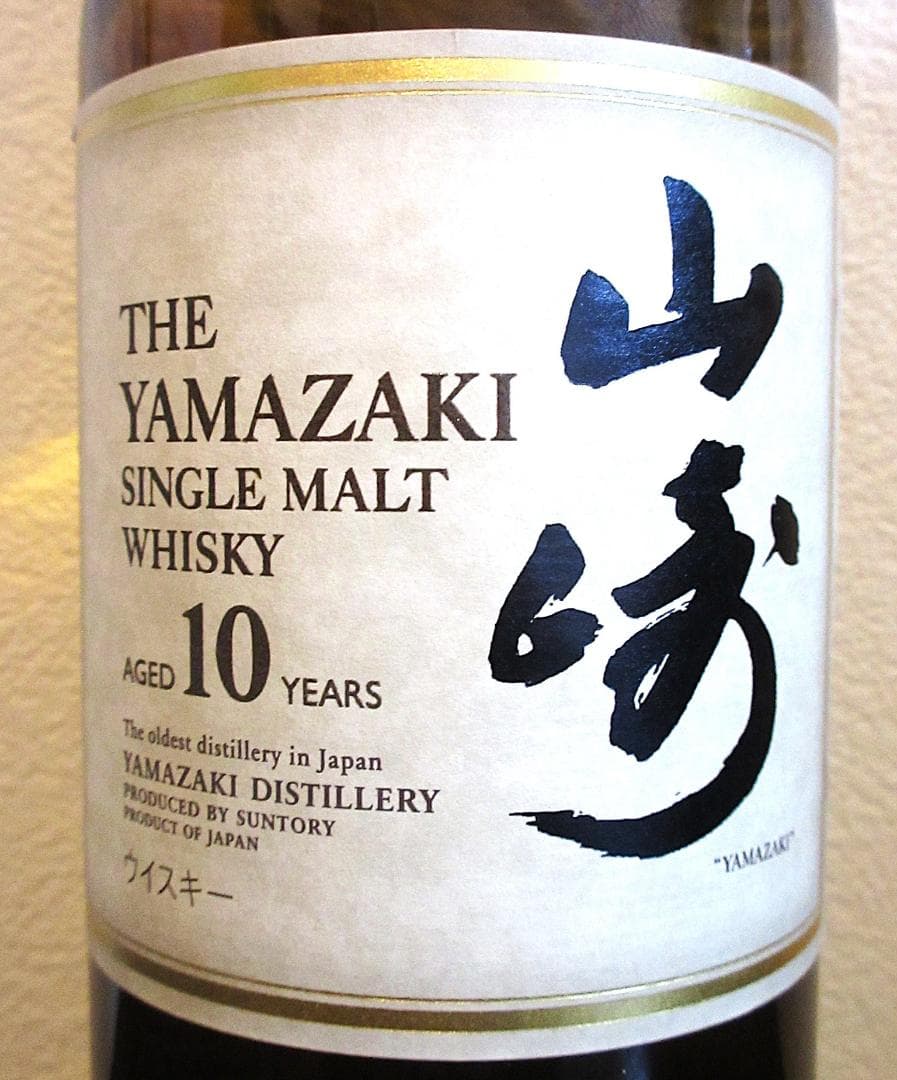 THE
YAMAZAKI
SINGLE MALT
WHISKY
AGED 10 YEARS
The oldest distillery in Japan
YAMAZAKI DISTILLERY
PRODUCED BY SUNTORY
PRODUCT OF JAPAN
ウイスキー
山崎
"YAMAZAKI"